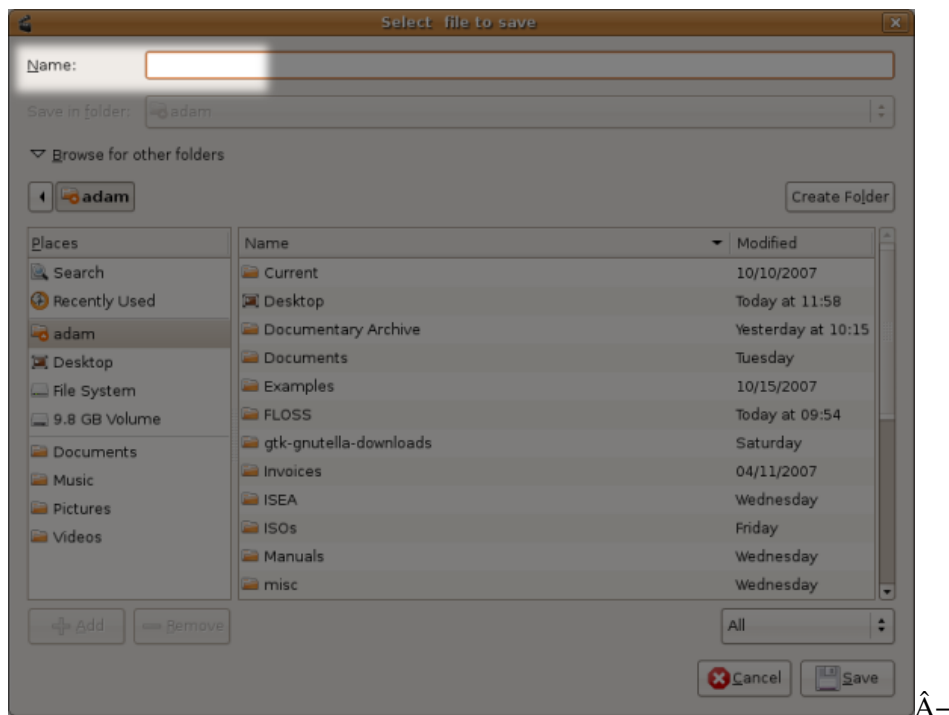 Select file to save
Name:
Save in folder: adam
Browse for other folders
adam
Create Folder
Places
Search
Recently Used
adam
Desktop
File System
9.8 GB Volume
Documents
Music
Pictures
Videos
Name Modified
Current 10/10/2007
Desktop Today at 11:58
Documentary Archive Yesterday at 10:15
Documents Tuesday
Examples 10/15/2007
FLOSS Today at 09:54
gtk-gnutella-downloads Saturday
Invoices 04/11/2007
ISEA Wednesday
ISOs Friday
Manuals Wednesday
misc Wednesday
Add Remove
All
Cancel Save
Â–